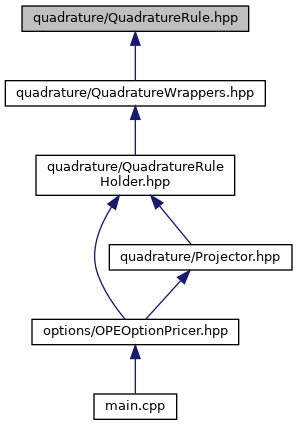 quadrature/QuadratureRule.hpp
quadrature/QuadratureWrappers.hpp
quadrature/QuadratureRule
Holder.hpp
quadrature/Projector.hpp
options/OPEOptionPricer.hpp
main.cpp